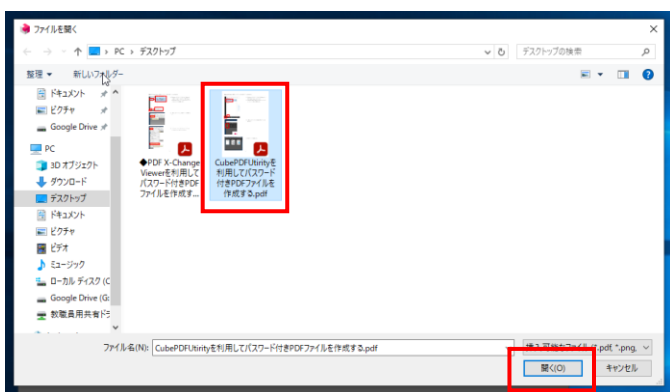 ファイルを開く
PC › デスクトップ
デスクトップの検索
整理
新しいフォルダー
ドキュメント
ピクチャ
Google Drive
PC
3D オブジェクト
ダウンロード
デスクトップ
ドキュメント
ピクチャ
ビデオ
ミュージック
ローカル ディスク (C
Google Drive (G:
教職員用共有ドラ
◆PDF X-Change
Viewerを利用して
パスワード付きPDF
ファイルを作成す...
CubePDFUtirityを
利用してパスワード
付きPDFファイルを
作成する.pdf
ファイル名(N):
CubePDFUtirityを利用してパスワード付きPDFファイルを作成する.pdf
(*.pdf, *.png,
開く(O)
キャンセル